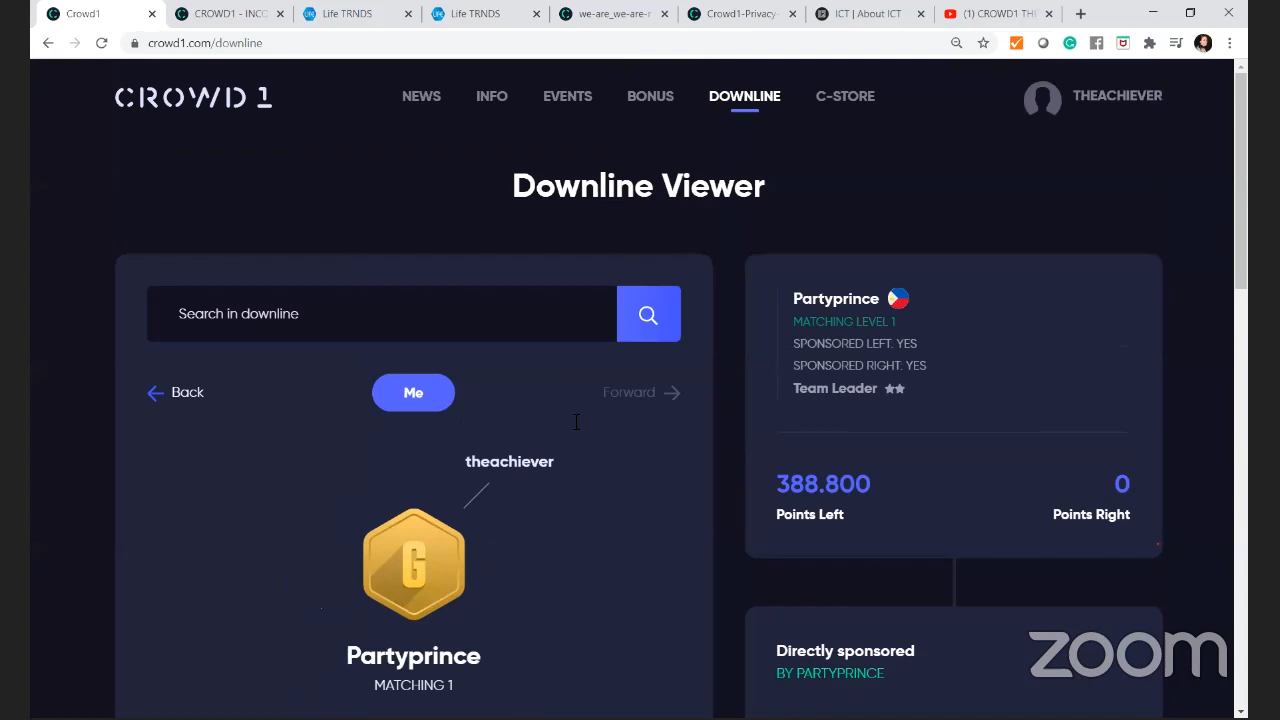 Crowd1
CROWD1 - INCC
Life TRNDS
Life TRNDS
we-are_we-are-r
Crowd1-privacy-
ICT | About ICT
(1) CROWD1 THE
crowd1.com/downline
CROWD 1
NEWS
INFO
EVENTS
BONUS
DOWNLINE
C-STORE
THEACHIEVER
Downline Viewer
Search in downline
Back
Me
Forward
theachiever
G
Partyprince
MATCHING 1
Partyprince
MATCHING LEVEL 1
SPONSORED LEFT: YES
SPONSORED RIGHT: YES
Team Leader
388.800
0
Points Left
Points Right
Directly sponsored
BY PARTYPRINCE
zoom